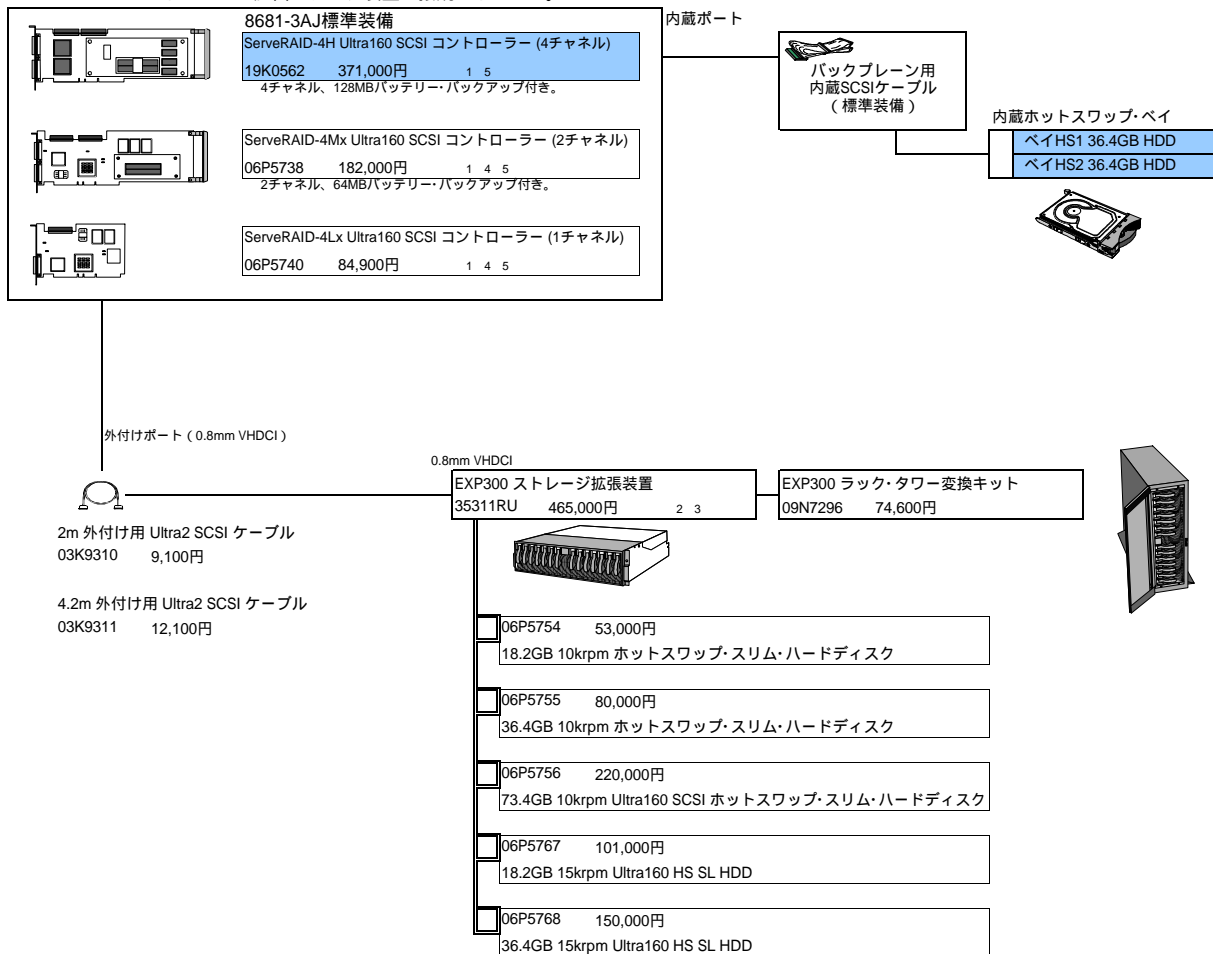 8681-3AJ標準装備
ServeRAID-4H Ultra160 SCSI コントローラー (4チャネル)
19K0562 371,000円 1 5
4チャネル、128MBバッテリー･バックアップ付き。
ServeRAID-4Mx Ultra160 SCSI コントローラー (2チャネル)
06P5738 182,000円 1 4 5
2チャネル、64MBバッテリー･バックアップ付き。
ServeRAID-4Lx Ultra160 SCSI コントローラー (1チャネル)
06P5740 84,900円 1 4 5
内蔵ポート
バックプレーン用
内蔵SCSIケーブル
（標準装備）
内蔵ホットスワップ･ベイ
ベイHS1 36.4GB HDD
ベイHS2 36.4GB HDD
外付けポート（0.8mm VHDCI）
0.8mm VHDCI
EXP300 ストレージ拡張装置
35311RU 465,000円 2 3
EXP300 ラック･タワー変換キット
09N7296 74,600円
2m 外付け用 Ultra2 SCSI ケーブル
03K9310 9,100円
4.2m 外付け用 Ultra2 SCSI ケーブル
03K9311 12,100円
06P5754 53,000円
18.2GB 10krpm ホットスワップ･スリム･ハードディスク
06P5755 80,000円
36.4GB 10krpm ホットスワップ･スリム･ハードディスク
06P5756 220,000円
73.4GB 10krpm Ultra160 SCSI ホットスワップ･スリム･ハードディスク
06P5767 101,000円
18.2GB 15krpm Ultra160 HS SL HDD
06P5768 150,000円
36.4GB 15krpm Ultra160 HS SL HDD